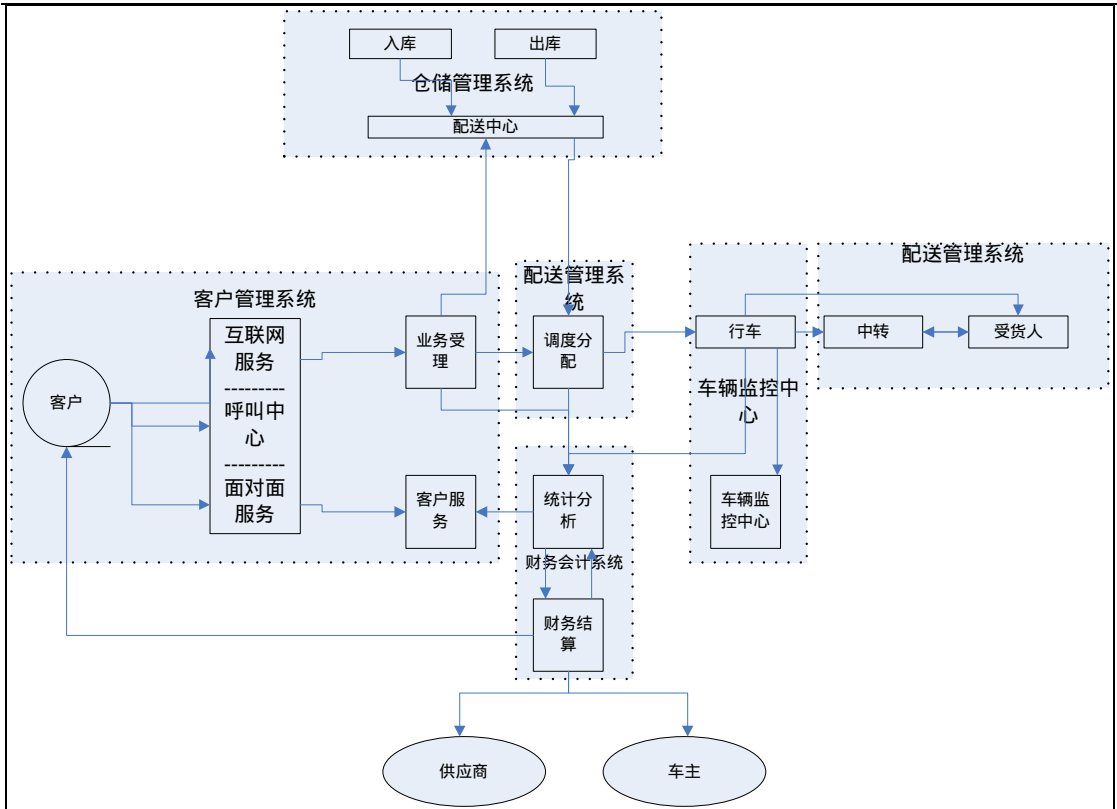 入库
出库
仓储管理系统
配送中心
配送管理系统
配送管理系
统
客户管理系统
互联网
服务
---------
呼叫中
心
---------
面对面
服务
业务受
理
调度分
配
行车
中转
受货人
客户
车辆监控中
心
客户服
务
统计分
析
车辆监
控中心
财务会计系统
财务结
算
供应商
车主